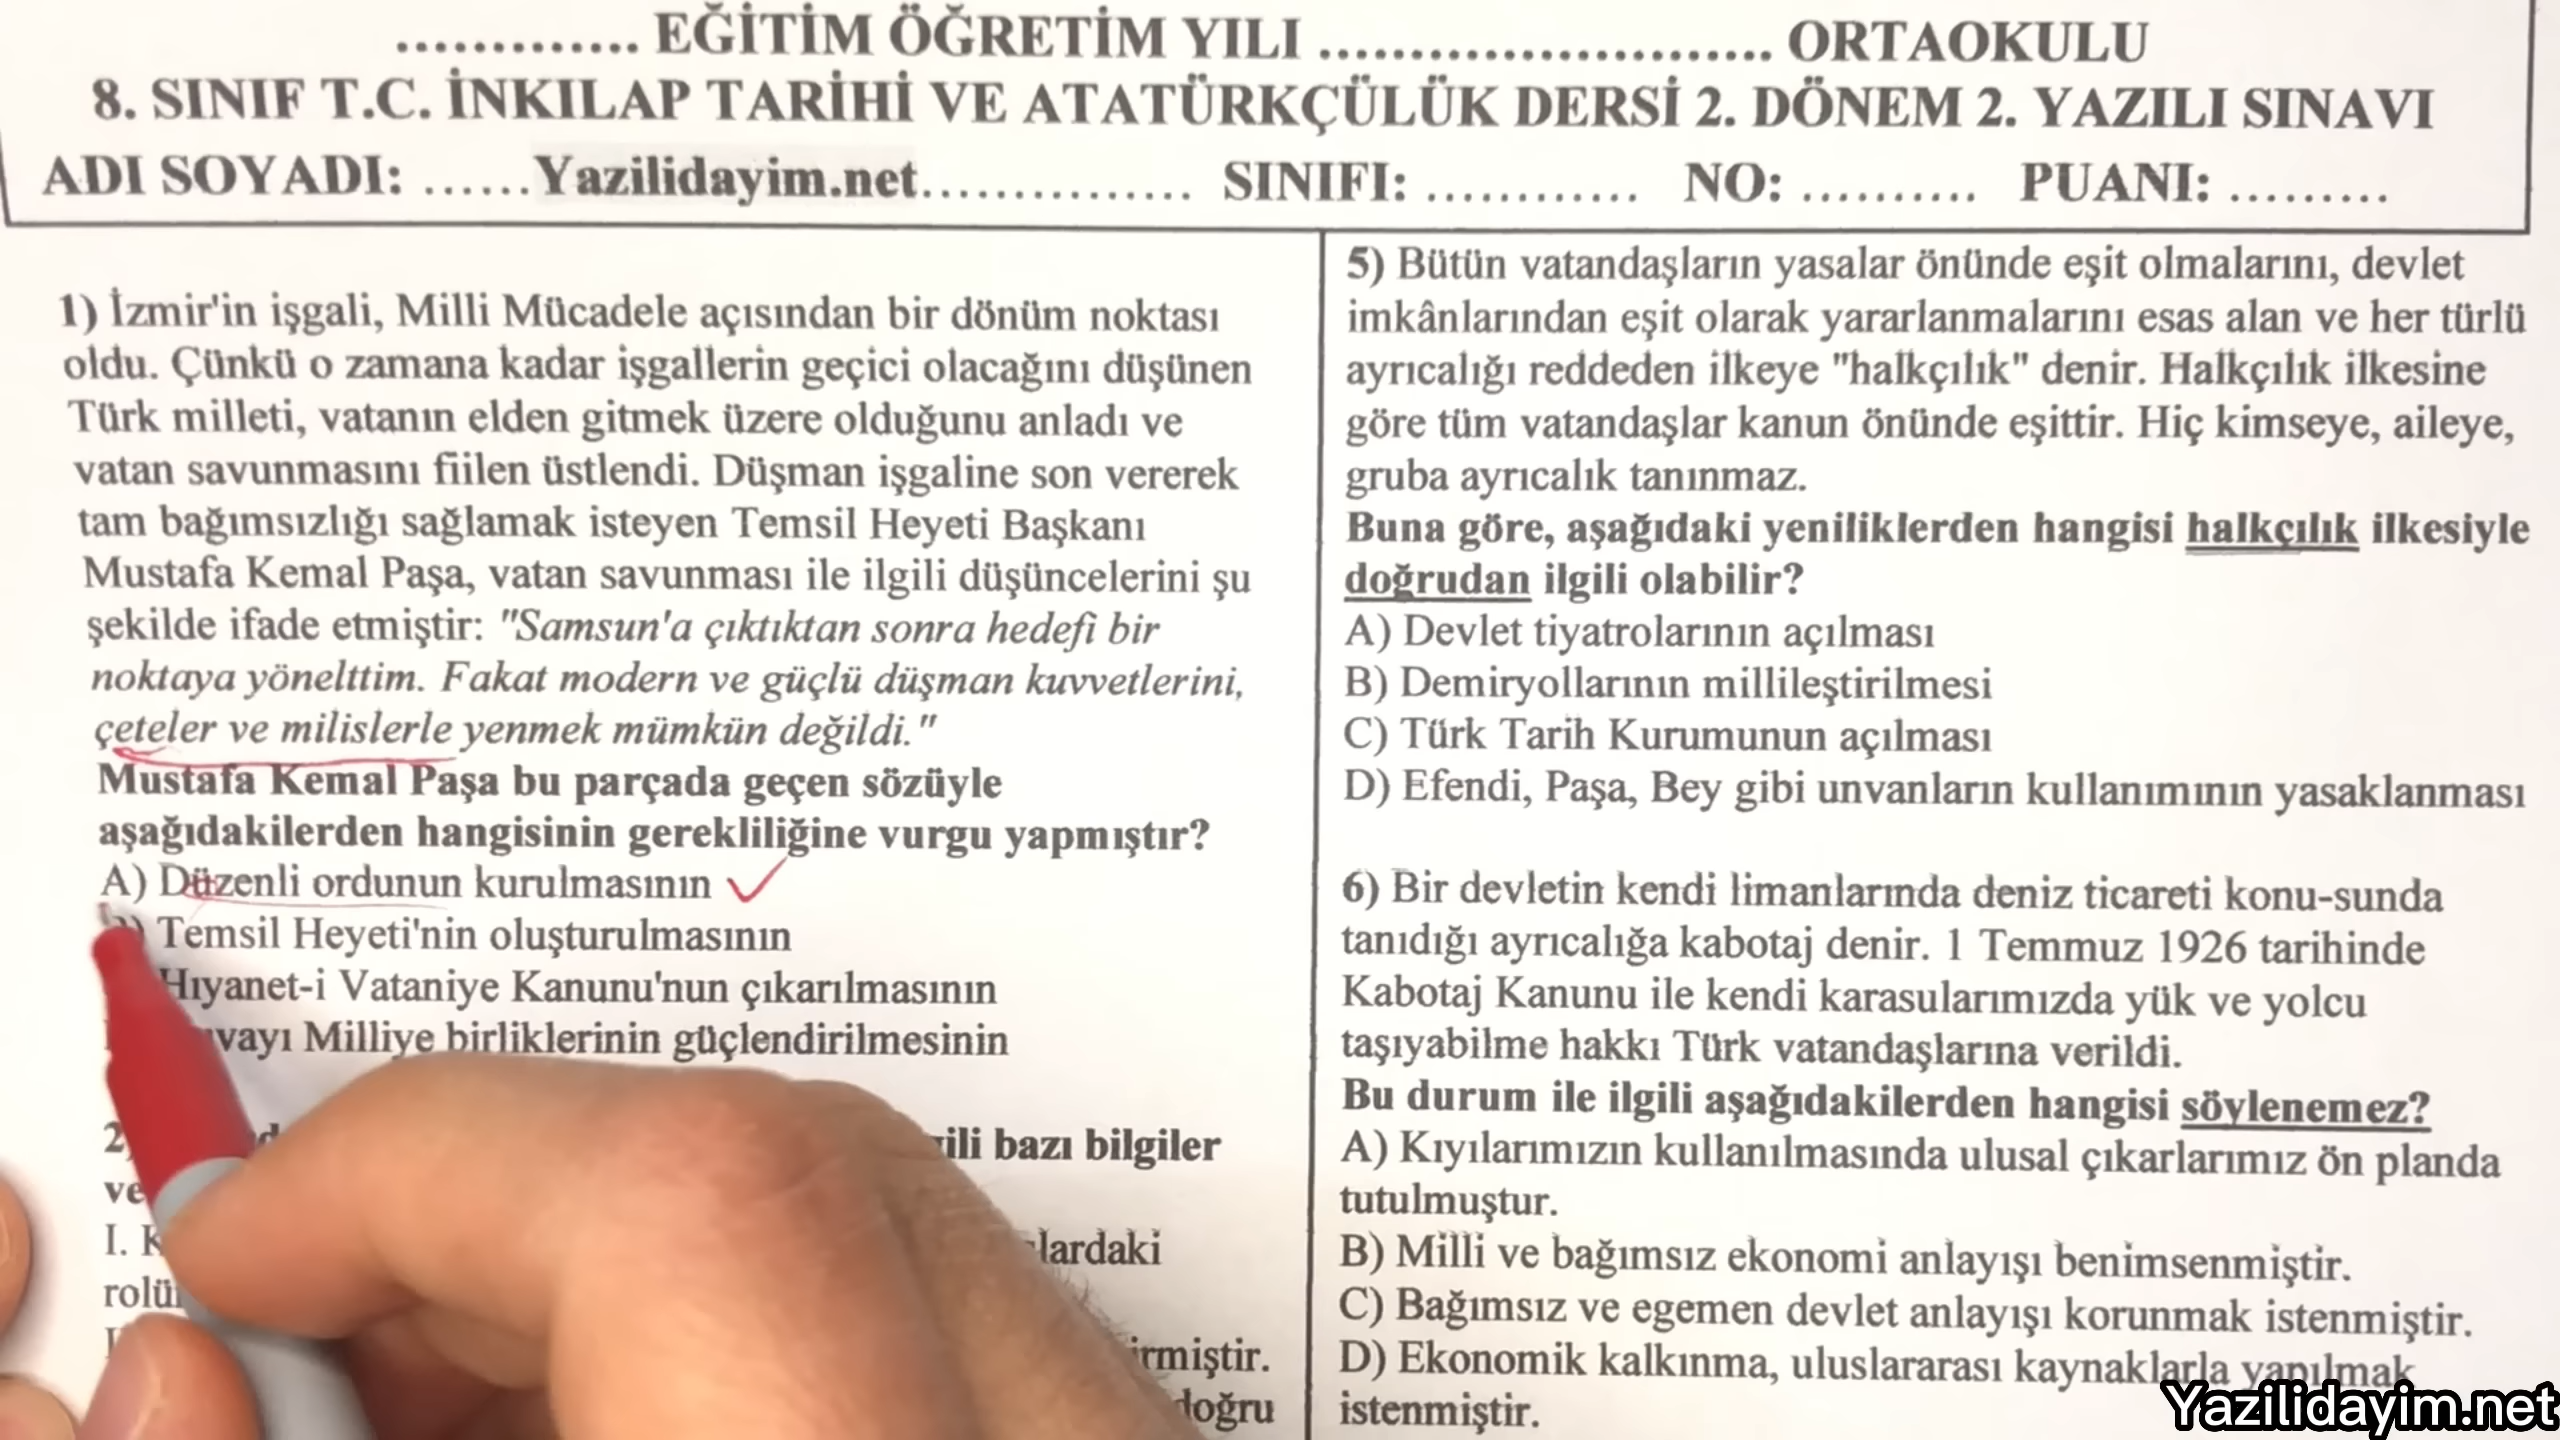 ............. EĞİTİM ÖĞRETİM YILI ........................ ORTAOKULU
8. SINIF T.C. İNKILAP TARİHİ VE ATATÜRKÇÜLÜK DERSİ 2. DÖNEM 2. YAZILI SINAVI
ADI SOYADI: ......Yazilidayim.net............... SINIFI: ............ NO: .......... PUANI: .........
1) İzmir'in işgali, Milli Mücadele açısından bir dönüm noktası
oldu. Çünkü o zamana kadar işgallerin geçici olacağını düşünen
Türk milleti, vatanın elden gitmek üzere olduğunu anladı ve
vatan savunmasını fiilen üstlendi. Düşman işgaline son vererek
tam bağımsızlığı sağlamak isteyen Temsil Heyeti Başkanı
Mustafa Kemal Paşa, vatan savunması ile ilgili düşüncelerini şu
şekilde ifade etmiştir: "Samsun'a çıktıktan sonra hedefi bir
noktaya yönelttim. Fakat modern ve güçlü düşman kuvvetlerini,
çeteler ve milislerle yenmek mümkün değildi."
Mustafa Kemal Paşa bu parçada geçen sözüyle
aşağıdakilerden hangisinin gerekliliğine vurgu yapmıştır?
A) Düzenli ordunun kurulmasının
Temsil Heyeti'nin oluşturulmasının
Hıyanet-i Vataniye Kanunu'nun çıkarılmasının
Milliye birliklerinin güçlendirilmesinin
bazı bilgiler
I.
5) Bütün vatandaşların yasalar önünde eşit olmalarını, devlet
imkânlarından eşit olarak yararlanmalarını esas alan ve her türlü
ayrıcalığı reddeden ilkeye "halkçılık" denir. Halkçılık ilkesine
göre tüm vatandaşlar kanun önünde eşittir. Hiç kimseye, aileye,
gruba ayrıcalık tanınmaz.
Buna göre, aşağıdaki yeniliklerden hangisi halkçılık ilkesiyle
doğrudan ilgili olabilir?
A) Devlet tiyatrolarının açılması
B) Demiryollarının millileştirilmesi
C) Türk Tarih Kurumunun açılması
D) Efendi, Paşa, Bey gibi unvanların kullanımının yasaklanması
6) Bir devletin kendi limanlarında deniz ticareti konu-sunda
tanıdığı ayrıcalığa kabotaj denir. 1 Temmuz 1926 tarihinde
Kabotaj Kanunu ile kendi karasularımızda yük ve yolcu
taşıyabilme hakkı Türk vatandaşlarına verildi.
Bu durum ile ilgili aşağıdakilerden hangisi söylenemez?
A) Kıyılarımızın kullanılmasında ulusal çıkarlarımız ön planda
tutulmuştur.
B) Milli ve bağımsız ekonomi anlayışı benimsenmiştir.
C) Bağımsız ve egemen devlet anlayışı korunmak istenmiştir.
D) Ekonomik kalkınma, uluslararası kaynaklarla yapılmak
istenmiştir.
Yazilidayim.net